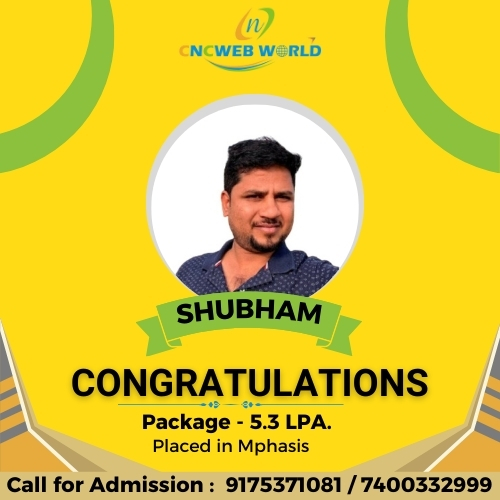 CNCWEB WORLD
SHUBHAM
CONGRATULATIONS
Package - 5.3 LPA.
Placed in Mphasis
Call for Admission : 9175371081 / 7400332999